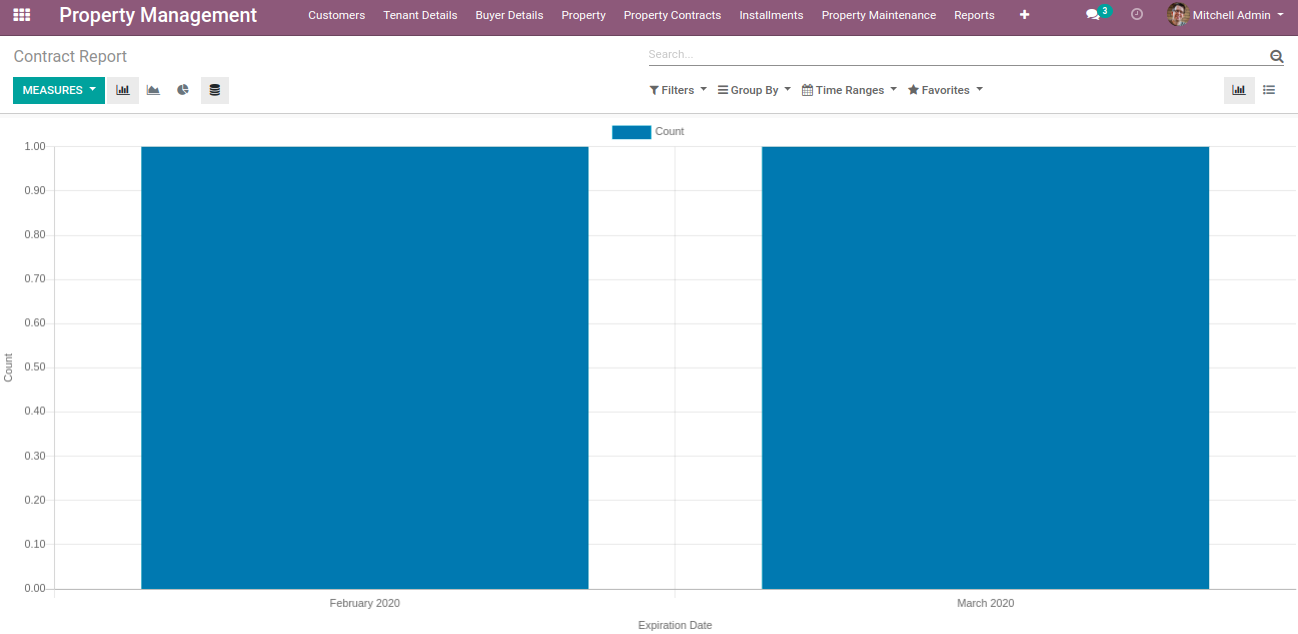 Property Management Customers Tenant Details Buyer Details Property Property Contracts Installments Property Maintenance Reports 3 Mitchell Admin
Contract Report Search...
MEASURES Filters Group By Time Ranges Favorites
Count
1.00
0.90
0.80
0.70
0.60
0.50
0.40
0.30
0.20
0.10
0.00
Count
February 2020 March 2020
Expiration Date